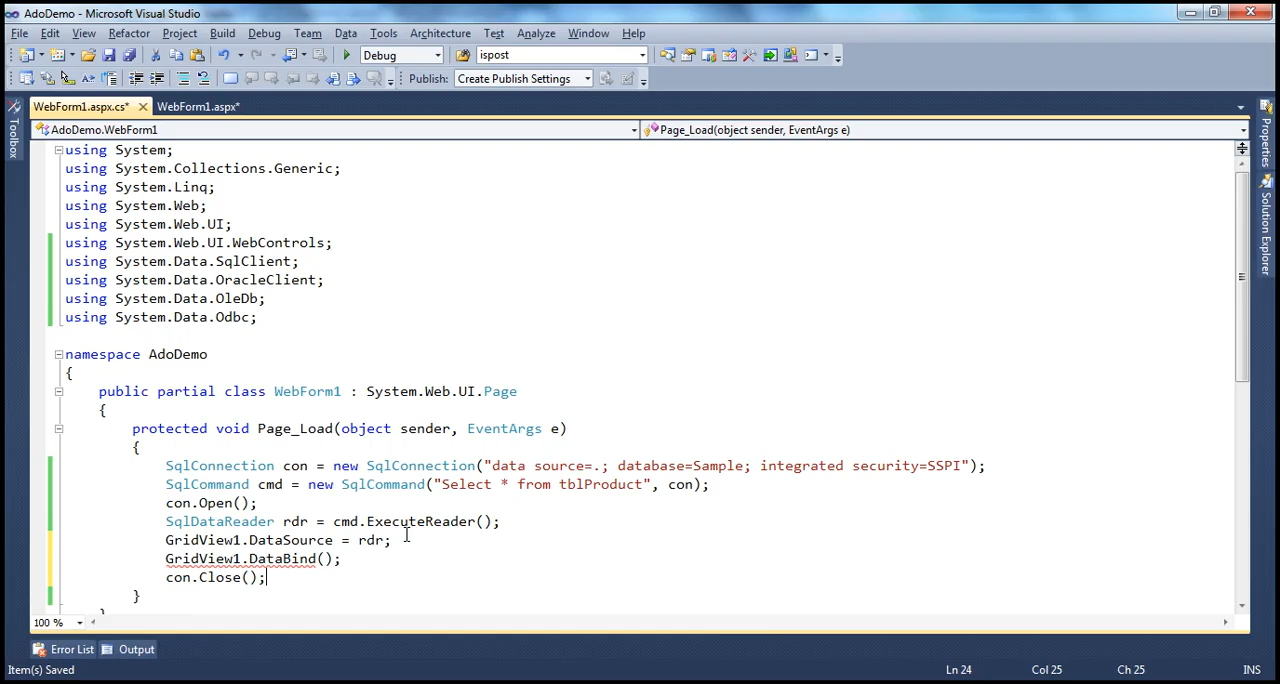 AdoDemo - Microsoft Visual Studio
File Edit View Refactor Project Build Debug Team Data Tools Architecture Test Analyze Window Help
Debug ispost
Publish: Create Publish Settings
WebForm1.aspx.cs* WebForm1.aspx*
AdoDemo.WebForm1 Page_Load(object sender, EventArgs e)
Toolbox
Properties
Solution Explorer
using System;
using System.Collections.Generic;
using System.Linq;
using System.Web;
using System.Web.UI;
using System.Web.UI.WebControls;
using System.Data.SqlClient;
using System.Data.OracleClient;
using System.Data.OleDb;
using System.Data.Odbc;
namespace AdoDemo
{
public partial class WebForm1 : System.Web.UI.Page
{
protected void Page_Load(object sender, EventArgs e)
{
SqlConnection con = new SqlConnection("data source=.; database=Sample; integrated security=SSPI");
SqlCommand cmd = new SqlCommand("Select * from tblProduct", con);
con.Open();
SqlDataReader rdr = cmd.ExecuteReader();
GridView1.DataSource = rdr;
GridView1.DataBind();
con.Close();
}
}
100 %
Error List Output
Item(s) Saved Ln 24 Col 25 Ch 25 INS